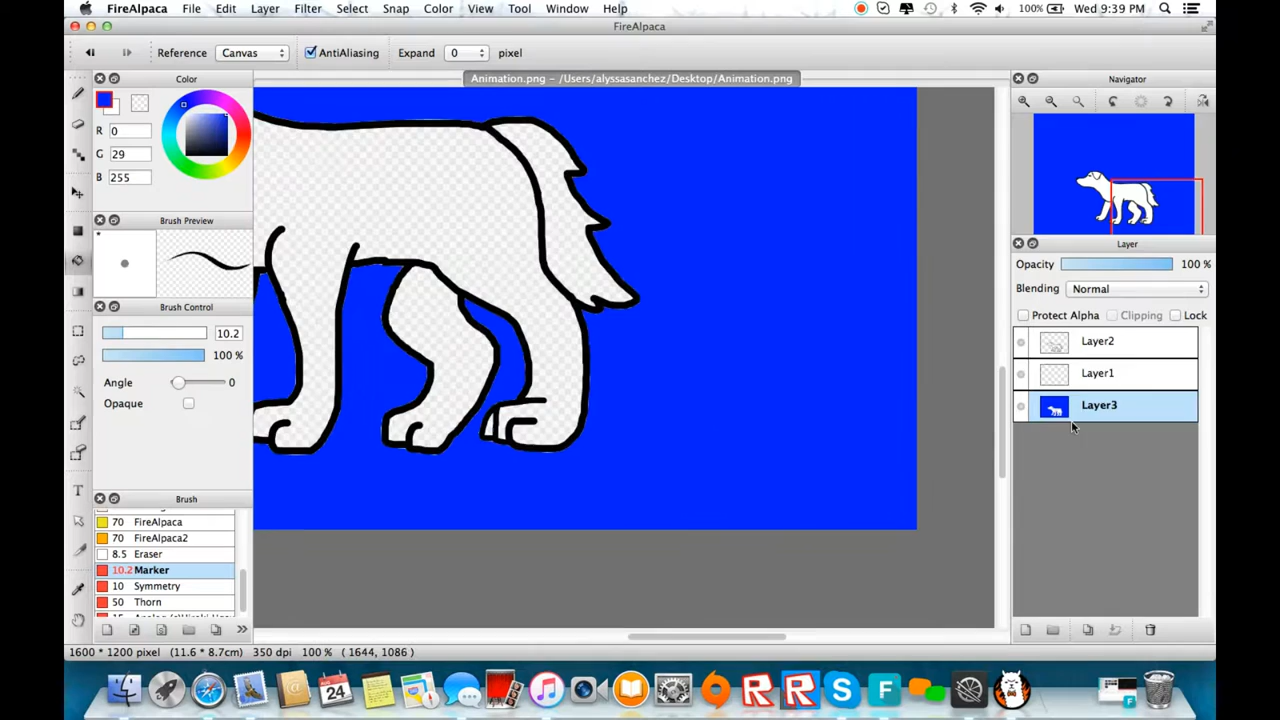 FireAlpaca File Edit Layer Filter Select Snap Color View Tool Window Help 100% Wed 9:39 PM
FireAlpaca
Reference Canvas AntiAliasing Expand 0 pixel
Color
Animation.png – /Users/alyssasanchez/Desktop/Animation.png
Navigator
R 0
G 29
B 255
Brush Preview
Layer
Opacity 100 %
Blending Normal
Brush Control
Protect Alpha Clipping Lock
10.2
Layer2
100 %
Layer1
Angle 0
Opaque
Layer3
T
Brush
70 FireAlpaca
70 FireAlpaca2
8.5 Eraser
10.2 Marker
10 Symmetry
50 Thorn
1600 * 1200 pixel (11.6 * 8.7cm) 350 dpi 100 % ( 1644, 1086 )
24
F
F